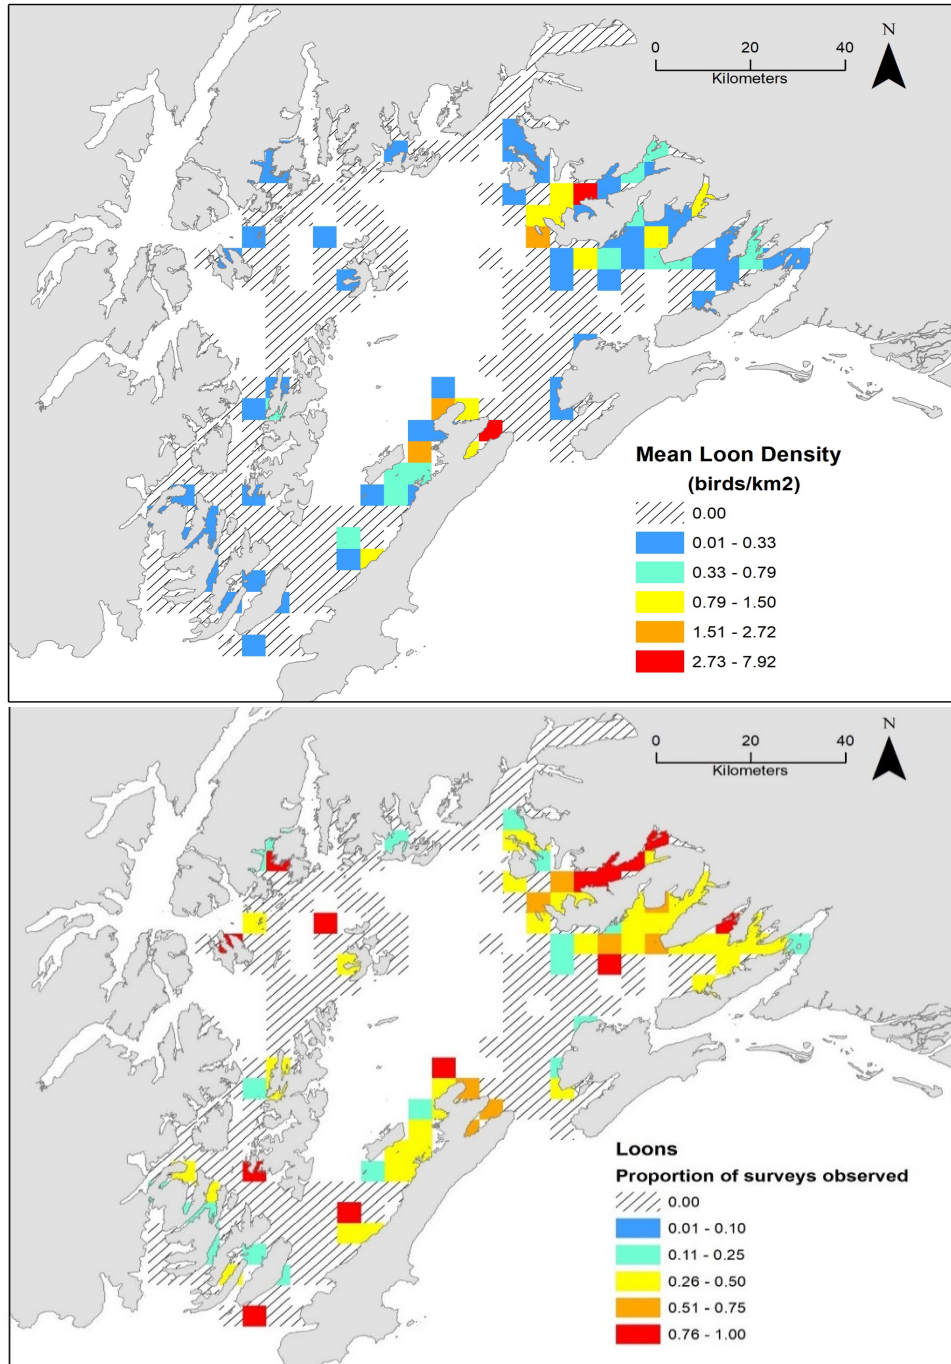 N
0 20 40
Kilometers
Mean Loon Density
(birds/km2)
0.00
0.01 - 0.33
0.33 - 0.79
0.79 - 1.50
1.51 - 2.72
2.73 - 7.92
N
0 20 40
Kilometers
Loons
Proportion of surveys observed
0.00
0.01 - 0.10
0.11 - 0.25
0.26 - 0.50
0.51 - 0.75
0.76 - 1.00